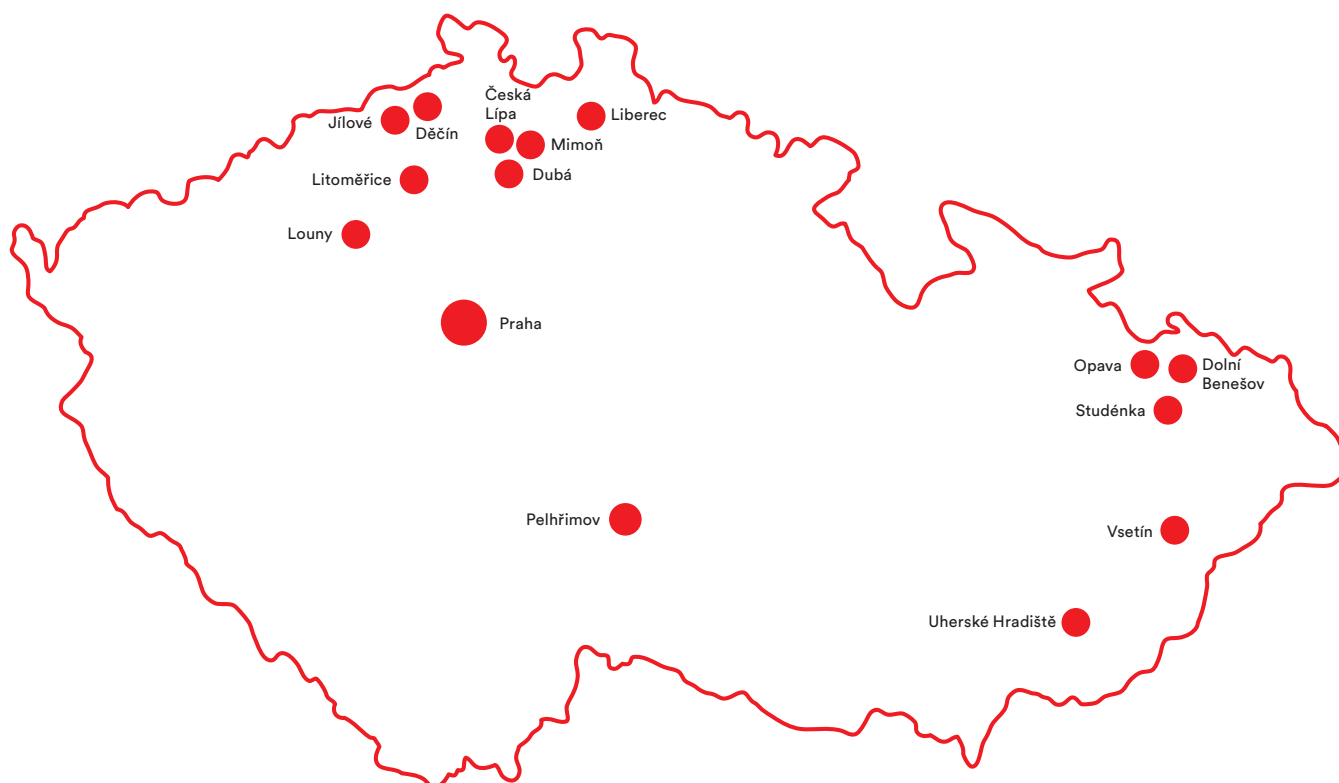 Česká
Lípa
Liberec
Jílové
Děčín
Mimoň
Dubá
Litoměřice
Louny
Praha
Opava
Dolní
Benešov
Studénka
Pelhřimov
Vsetín
Uherské Hradiště